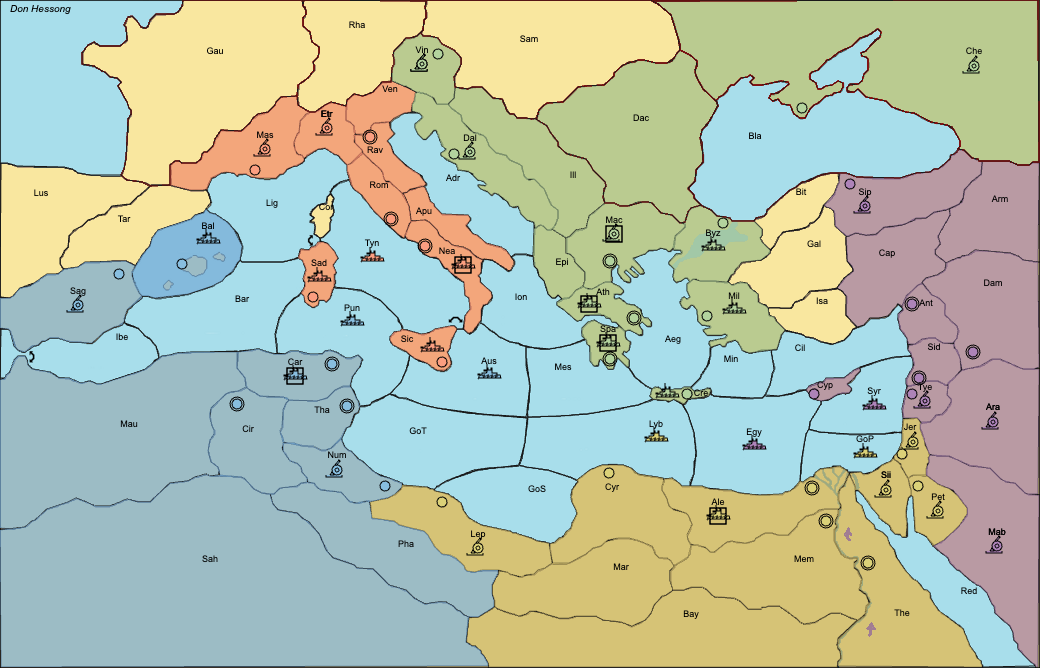 Don Hessong
Gau
Rha
Sam
Vin
Che
Ven
Etr
Mas
Rav
Dal
Dac
Bla
Lus
Tar
Rom
Adr
Ill
Bit
Sip
Arm
Lig
Cor
Apu
Mac
Byz
Gal
Bal
Tyn
Nea
Epi
Cap
Sad
Dam
Sag
Bar
Pun
Ion
Ath
Mil
Isa
Ant
Ibe
Sic
Spa
Aeg
Min
Cil
Sid
Car
Aus
Mes
Cyp
Syr
Tye
Cre
Ara
Mau
Cir
Tha
GoT
Lyb
Egy
GoP
Jer
Num
GoS
Cyr
Ale
Sii
Pet
Sah
Pha
Lep
Mar
Mem
Mab
Bay
The
Red